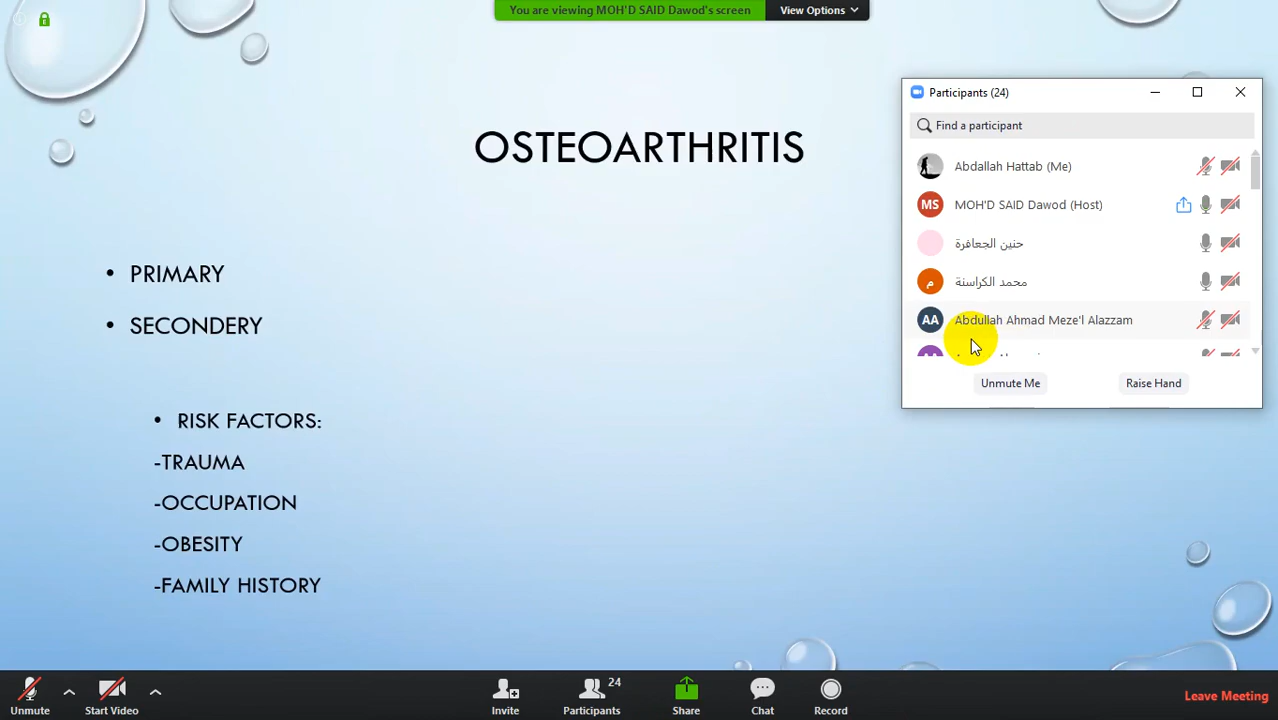 You are viewing MOH'D SAID Dawod's screen
View Options
OSTEOARTHRITIS
• PRIMARY
• SECONDERY
• RISK FACTORS:
-TRAUMA
-OCCUPATION
-OBESITY
-FAMILY HISTORY
Participants (24)
Find a participant
Abdallah Hattab (Me)
MS MOH'D SAID Dawod (Host)
حنين الجعافرة
م محمد الكراسنة
AA Abdullah Ahmad Meze'l Alazzam
Unmute Me
Raise Hand
Unmute
Start Video
Invite
Participants
24
Share
Chat
Record
Leave Meeting